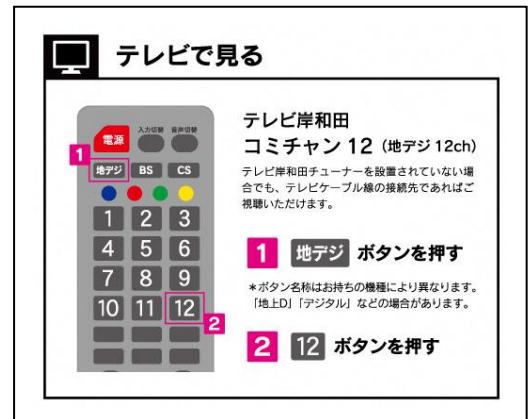 テレビで見る
電源
入力切替 音声切替
1
地デジ BS CS
1 2 3
4 5 6
7 8 9
10 11 12
2
テレビ岸和田
コミチャン 12（地デジ 12ch）
テレビ岸和田チューナーを設置されていない場
合でも、テレビケーブル線の接続先であればご
視聴いただけます。
1 地デジ ボタンを押す
＊ボタン名称はお持ちの機種により異なります。
「地上D」「デジタル」などの場合があります。
2 12 ボタンを押す